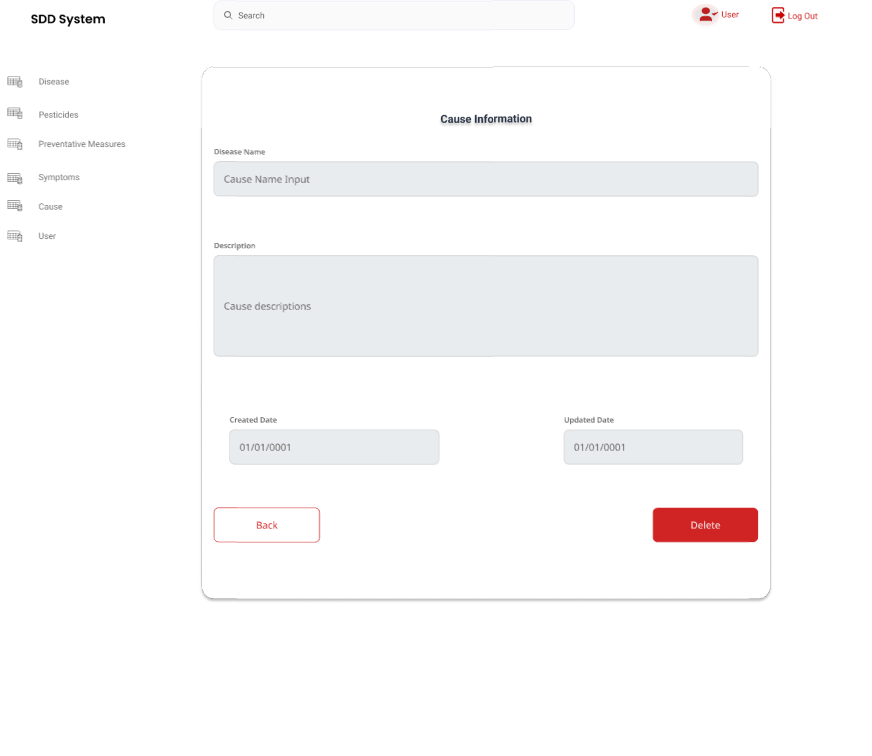 SDD System
Search
User
Log Out
Disease
Pesticides
Preventative Measures
Symptoms
Cause
User
Cause Information
Disease Name
Cause Name Input
Description
Cause descriptions
Created Date
Updated Date
01/01/0001
01/01/0001
Back
Delete